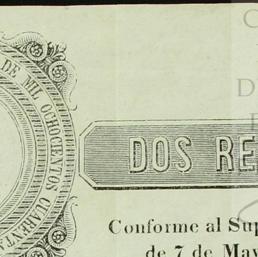 DE MIL OCHOCIENTOS CUARENTA
DOS RE
Conforme al Sup
de 7 de May